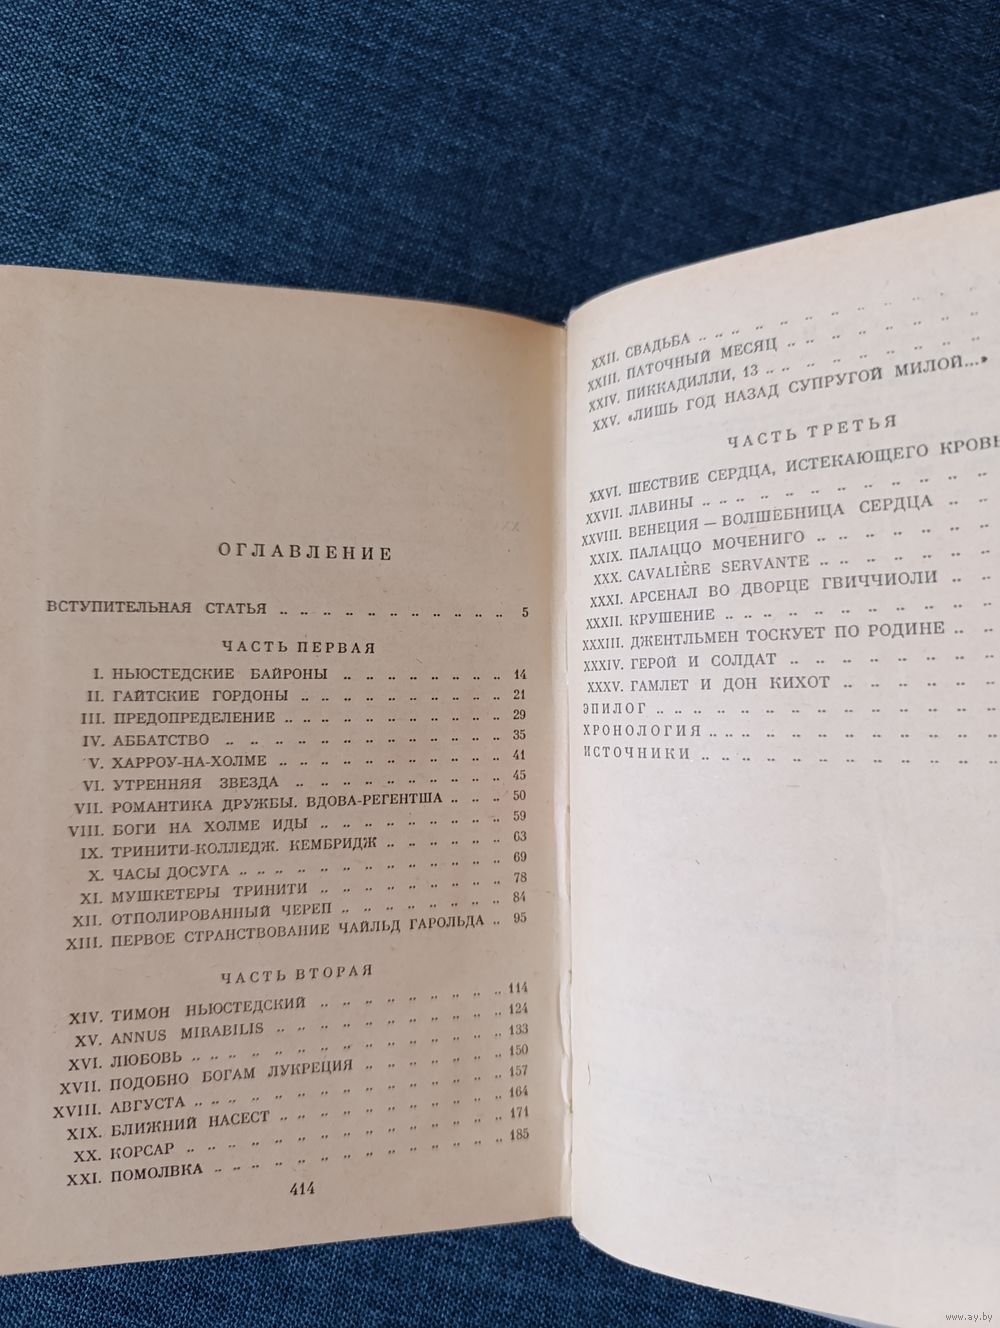 ОГЛАВЛЕНИЕ
ВСТУПИТЕЛЬНАЯ СТАТЬЯ .. .. .. .. .. .. .. .. .. .. .. 5
ЧАСТЬ ПЕРВАЯ
I. НЬЮСТЕДСКИЕ БАЙРОНЫ .. .. .. .. .. .. .. .. 14
II. ГАЙТСКИЕ ГОРДОНЫ .. .. .. .. .. .. .. .. .. .. 21
III. ПРЕДОПРЕДЕЛЕНИЕ .. .. .. .. .. .. .. .. .. .. 29
IV. АББАТСТВО .. .. .. .. .. .. .. .. .. .. .. .. 35
V. ХАРРОУ-НА-ХОЛМЕ .. .. .. .. .. .. .. .. .. .. 41
VI. УТРЕННЯЯ ЗВЕЗДА .. .. .. .. .. .. .. .. .. .. 45
VII. РОМАНТИКА ДРУЖБЫ. ВДОВА-РЕГЕНТША .. .. .. 50
VIII. БОГИ НА ХОЛМЕ ИДЫ .. .. .. .. .. .. .. .. 59
IX. ТРИНИТИ-КОЛЛЕДЖ. КЕМБРИДЖ .. .. .. .. .. 63
X. ЧАСЫ ДОСУГА .. .. .. .. .. .. .. .. .. .. .. 69
XI. МУШКЕТЕРЫ ТРИНИТИ .. .. .. .. .. .. .. .. 78
XII. ОТПОЛИРОВАННЫЙ ЧЕРЕП .. .. .. .. .. .. .. 84
XIII. ПЕРВОЕ СТРАНСТВОВАНИЕ ЧАЙЛЬД ГАРОЛЬДА .. 95
ЧАСТЬ ВТОРАЯ
XIV. ТИМОН НЬЮСТЕДСКИЙ .. .. .. .. .. .. .. .. 114
XV. ANNUS MIRABILIS .. .. .. .. .. .. .. .. .. .. 124
XVI. ЛЮБОВЬ .. .. .. .. .. .. .. .. .. .. .. .. .. 133
XVII. ПОДОБНО БОГАМ ЛУКРЕЦИЯ .. .. .. .. .. .. 150
XVIII. АВГУСТА .. .. .. .. .. .. .. .. .. .. .. .. 157
XIX. БЛИЖНИЙ НАСЕСТ .. .. .. .. .. .. .. .. .. 164
XX. КОРСАР .. .. .. .. .. .. .. .. .. .. .. .. .. 171
XXI. ПОМОЛВКА .. .. .. .. .. .. .. .. .. .. .. .. 185
414
XXII. СВАДЬБА .. .. .. .. .. .. .. .. .. ..
XXIII. ПАТОЧНЫЙ МЕСЯЦ .. .. .. .. .. .. ..
XXIV. ПИККАДИЛЛИ, 13 .. .. .. .. .. .. .. ..
XXV. «ЛИШЬ ГОД НАЗАД СУПРУГОЙ МИЛОЙ...»
ЧАСТЬ ТРЕТЬЯ
XXVI. ШЕСТВИЕ СЕРДЦА, ИСТЕКАЮЩЕГО КРОВЬ
XXVII. ЛАВИНЫ .. .. .. .. .. .. .. .. .. ..
XXVIII. ВЕНЕЦИЯ — ВОЛШЕБНИЦА СЕРДЦА .. ..
XXIX. ПАЛАЦЦО МОЧЕНИГО .. .. .. .. .. ..
XXX. CAVALIÈRE SERVANTE .. .. .. .. .. ..
XXXI. АРСЕНАЛ ВО ДВОРЦЕ ГВИЧЧИОЛИ .. ..
XXXII. КРУШЕНИЕ .. .. .. .. .. .. .. .. ..
XXXIII. ДЖЕНТЛЬМЕН ТОСКУЕТ ПО РОДИНЕ .. ..
XXXIV. ГЕРОЙ И СОЛДАТ .. .. .. .. .. .. ..
XXXV. ГАМЛЕТ И ДОН КИХОТ .. .. .. .. .. ..
ЭПИЛОГ .. .. .. .. .. .. .. .. .. .. .. ..
ХРОНОЛОГИЯ .. .. .. .. .. .. .. .. .. .. ..
ИСТОЧНИКИ .. .. .. .. .. .. .. .. .. .. ..
www.ay.by